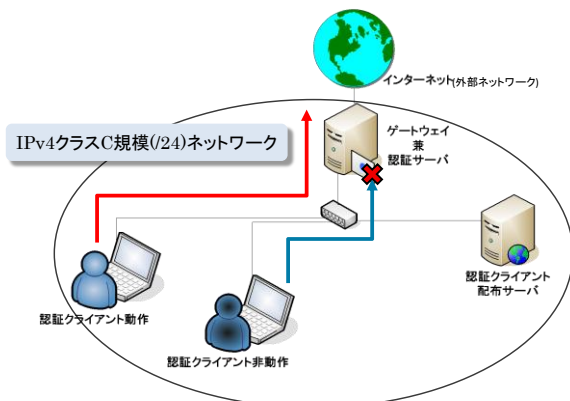 インターネット(外部ネットワーク)
IPv4クラスC規模(/24)ネットワーク
ゲートウェイ
兼
認証サーバ
認証クライアント動作
認証クライアント非動作
認証クライアント
配布サーバ